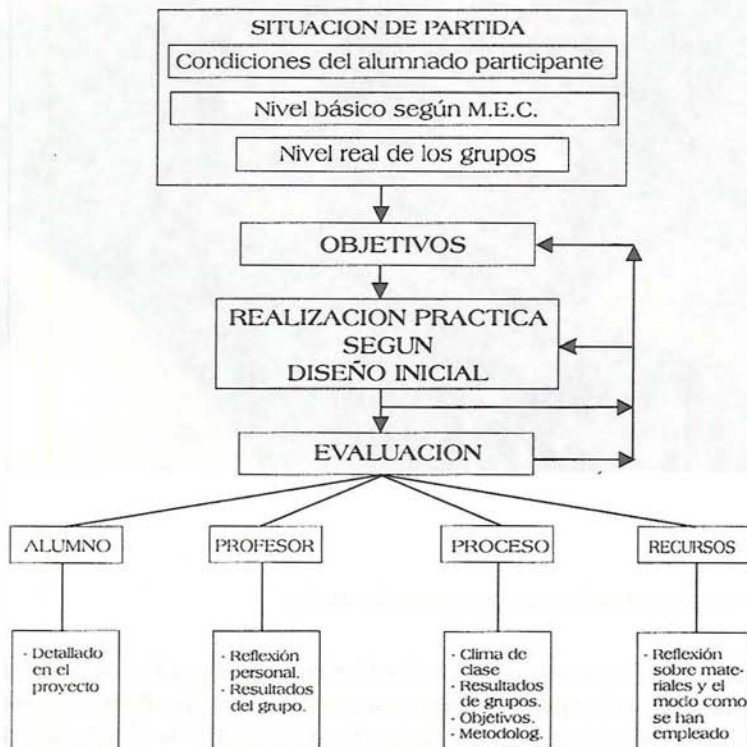 SITUACION DE PARTIDA
Condiciones del alumnado participante
Nivel básico según M.E.C.
Nivel real de los grupos
OBJETIVOS
REALIZACION PRACTICA
SEGUN
DISEÑO INICIAL
EVALUACION
ALUMNO
PROFESOR
PROCESO
RECURSOS
- Detallado
en el
proyecto
- Reflexión
personal.
- Resultados
del grupo.
- Clima de
clase
- Resultados
de grupos.
- Objetivos.
- Metodolog.
- Reflexión
sobre mate-
riales y el
modo como
se han
empleado